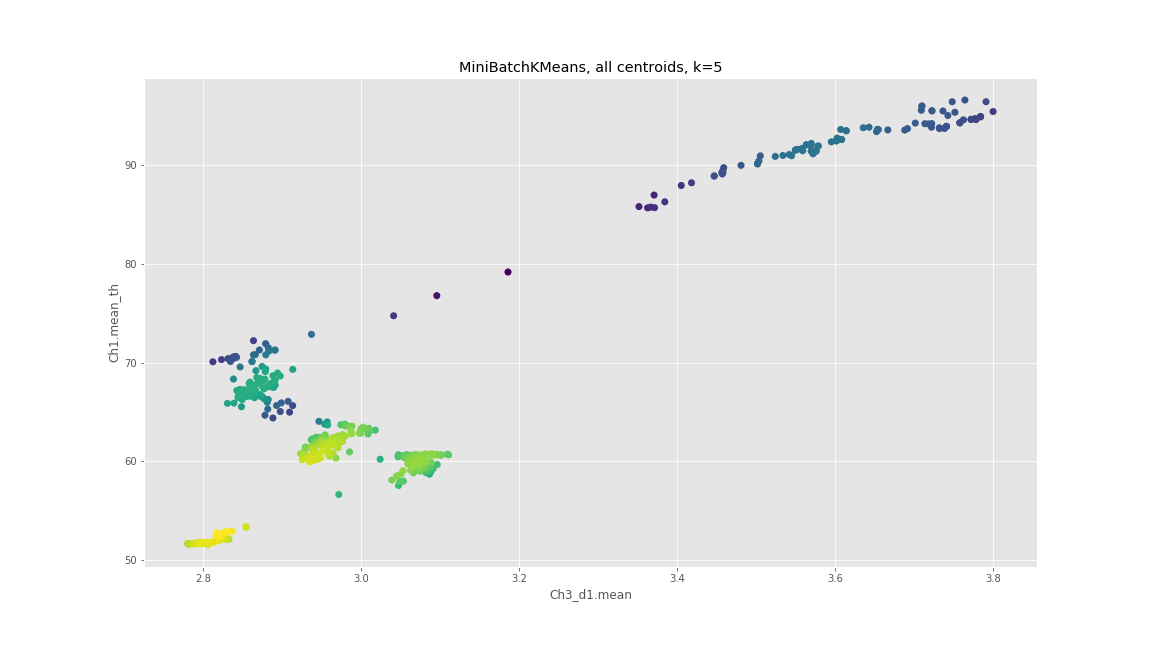 MiniBatchKMeans, all centroids, k=5
Ch1.mean_th
90
80
70
60
50
2.8 3.0 3.2 3.4 3.6 3.8
Ch3_d1.mean